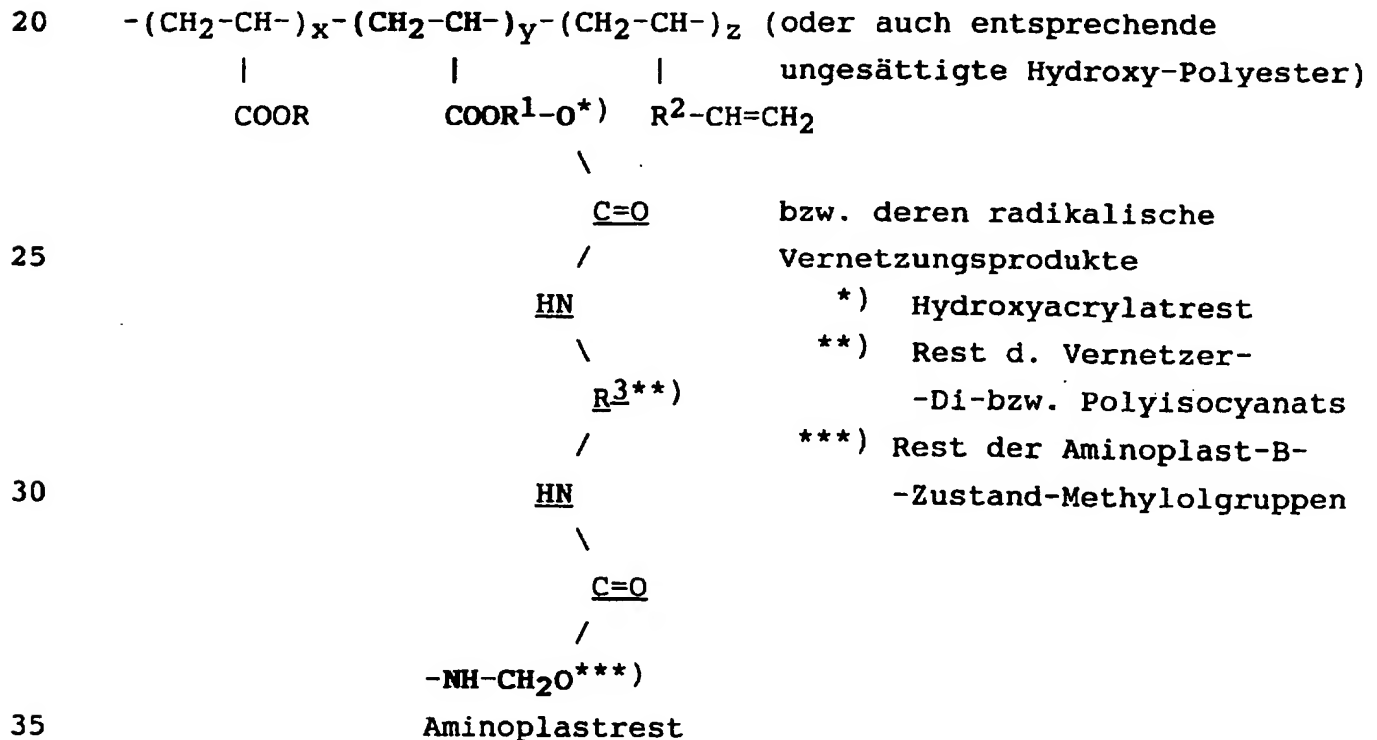 20 -(CH₂-CH-)ₓ-(CH₂-CH-)y-(CH₂-CH-)z (oder auch entsprechende
| | | ungesättigte Hydroxy-Polyester)
COOR COOR¹-O*) R²-CH=CH₂
\
C=O bzw. deren radikalische
25 / Vernetzungsprodukte
HN *) Hydroxyacrylatrest
\ **) Rest d. Vernetzer-
R³**) -Di-bzw. Polyisocyanats
/ ***) Rest der Aminoplast-B-
30 HN -Zustand-Methylolgruppen
\
C=O
/
-NH-CH₂O***)
35 Aminoplastrest